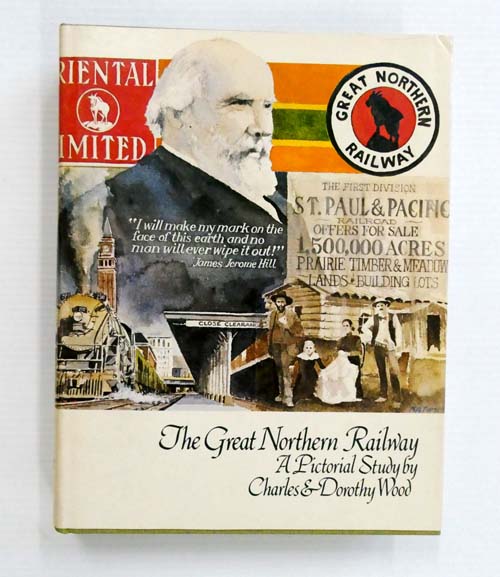 RIENTAL
IMITED
GREAT NORTHERN
RAILWAY
THE FIRST DIVISION
ST. PAUL & PACIFIC
RAILROAD
OFFERS FOR SALE
1,500,000 ACRES
PRAIRIE TIMBER & MEADOW
LANDS • BUILDING LOTS
"I will make my mark on the
face of this earth and no
man will ever wipe it out!"
James Jerome Hill
CLOSE CLEARANC
The Great Northern Railway
A Pictorial Study by
Charles & Dorothy Wood